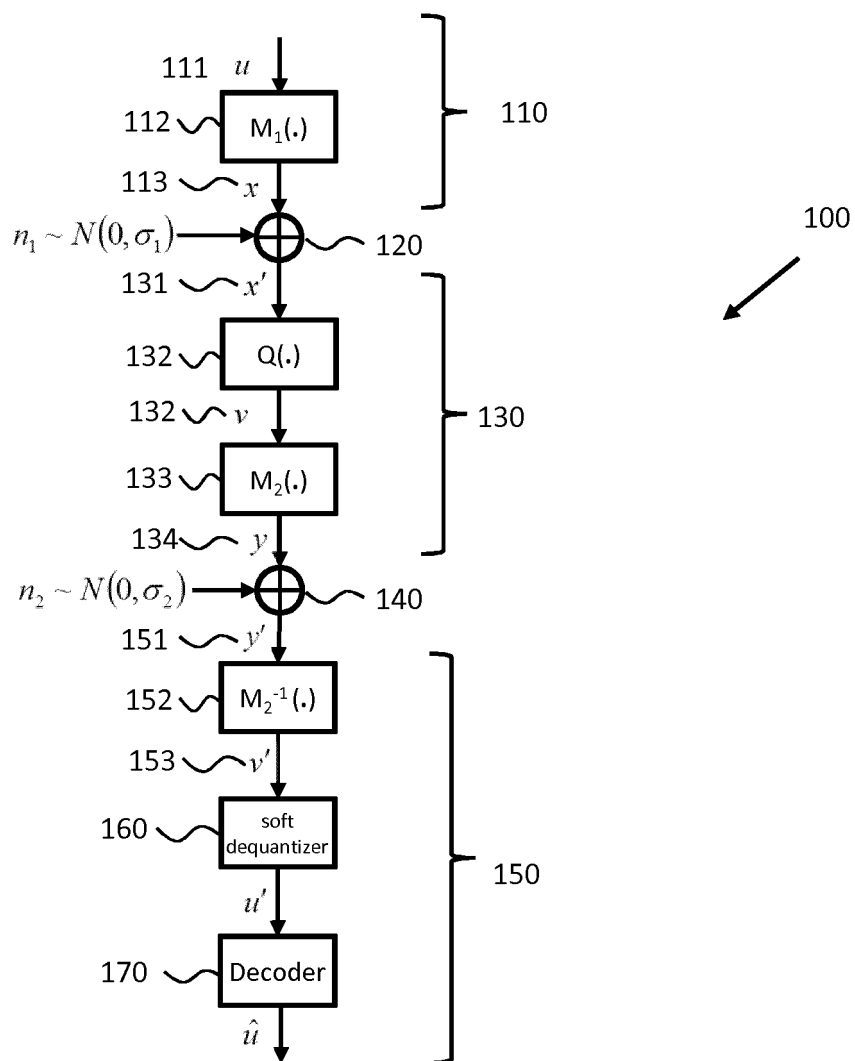 111 u
112 M₁(.) 110
113 x
n₁ ~ N(0, σ₁) 120 100
131 x′
132 Q(.)
132 v 130
133 M₂(.)
134 y
n₂ ~ N(0, σ₂) 140
151 y′
152 M₂⁻¹(.)
153 v′
160 soft
dequantizer
150
u′
170 Decoder
û